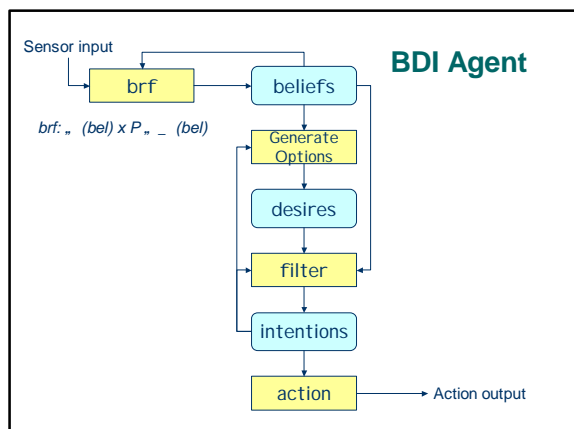 Sensor input
BDI Agent
brf
beliefs
brf: „ (bel) x P „ _ (bel)
Generate
Options
desires
filter
intentions
action
Action output